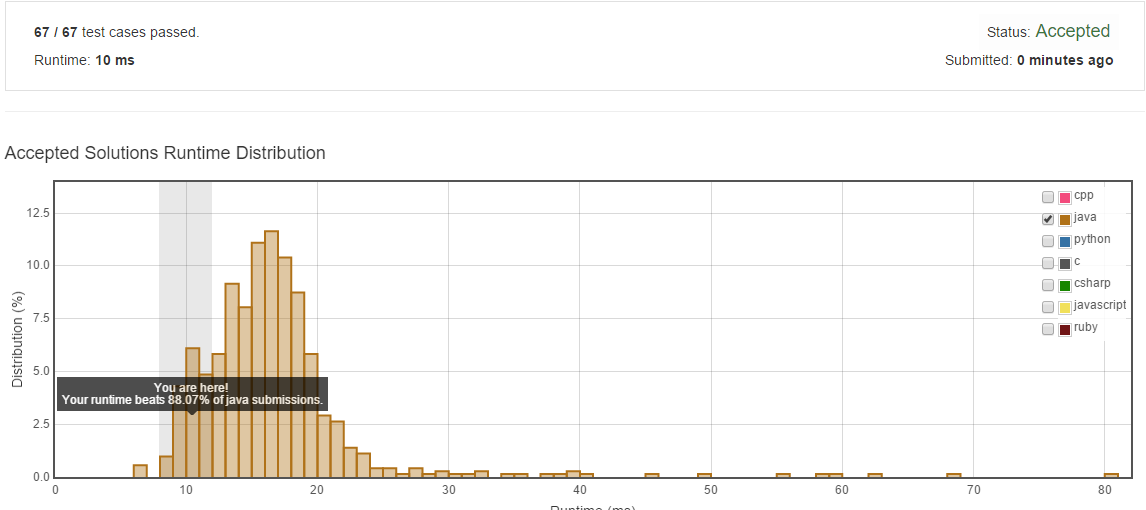 67 / 67 test cases passed.
Status: Accepted
Runtime: 10 ms
Submitted: 0 minutes ago
Accepted Solutions Runtime Distribution
cpp
java
python
c
csharp
javascript
ruby
Distribution (%)
12.5
10.0
7.5
5.0
2.5
0.0
You are here!
Your runtime beats 88.07% of java submissions.
0 10 20 30 40 50 60 70 80
Runtime (ms)